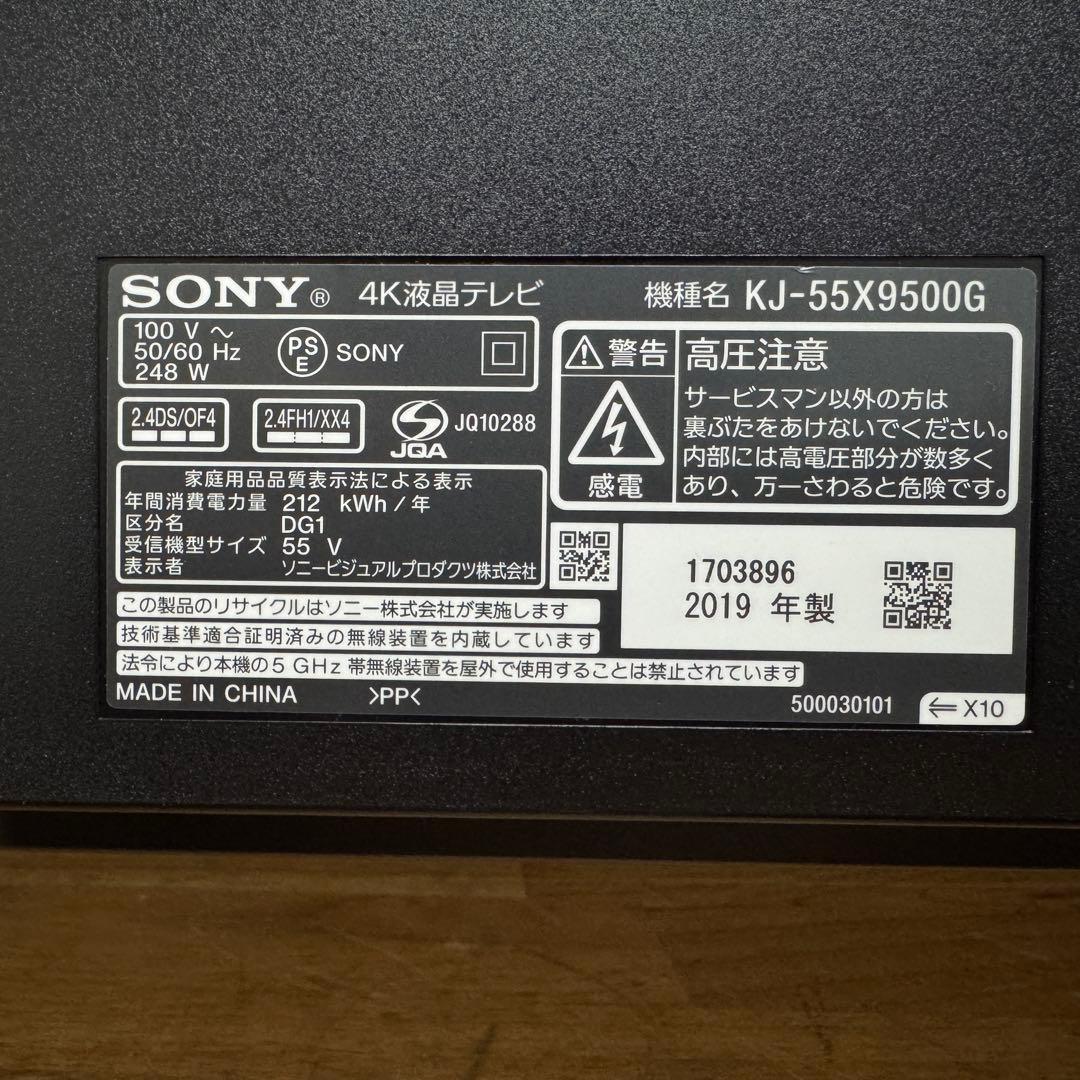 SONY® 4K液晶テレビ 機種名 KJ-55X9500G
100 V ～
50/60 Hz
248 W
PS
E
SONY
2.4DS/OF4
2.4FH1/XX4
JQA
JQ10288
警告 高圧注意
感電
サービスマン以外の方は
裏ぶたをあけないでください。
内部には高電圧部分が数多く
あり、万一さわると危険です。
家庭用品品質表示法による表示
年間消費電力量 212 kWh / 年
区分名 DG1
受信機型サイズ 55 V
表示者 ソニービジュアルプロダクツ株式会社
1703896
2019 年製
この製品のリサイクルはソニー株式会社が実施します
技術基準適合証明済みの無線装置を内蔵しています
法令により本機の5 GHz 帯無線装置を屋外で使用することは禁止されています
MADE IN CHINA >PP<
500030101
⇐ X10